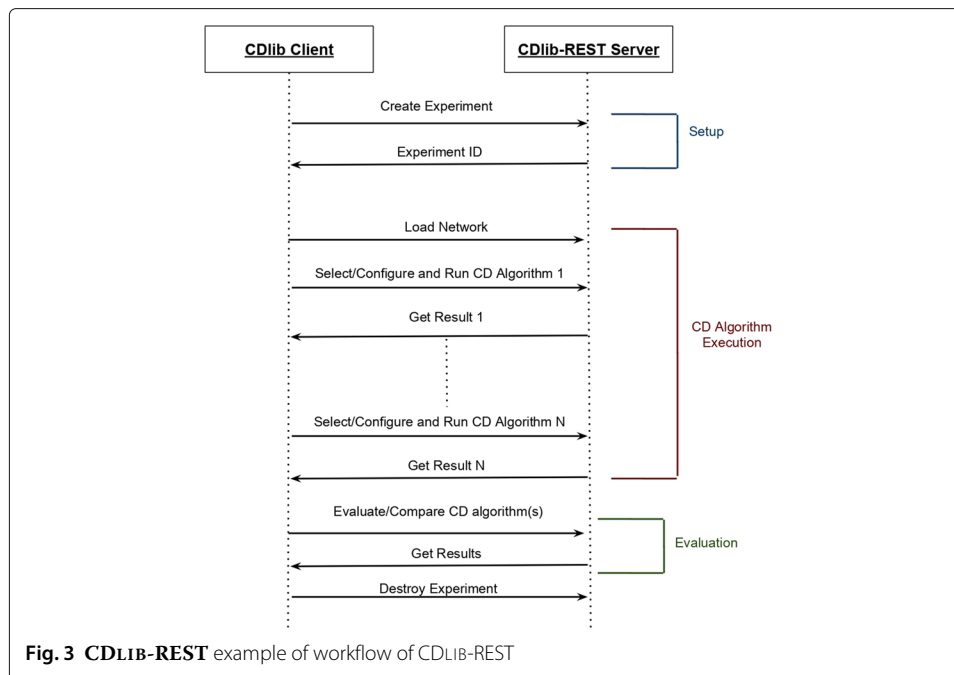 CDlib Client
CDlib-REST Server
Create Experiment
Setup
Experiment ID
Load Network
Select/Configure and Run CD Algorithm 1
Get Result 1
CD Algorithm
Execution
Select/Configure and Run CD Algorithm N
Get Result N
Evaluate/Compare CD algorithm(s)
Evaluation
Get Results
Destroy Experiment
Fig. 3 CDLIB-REST example of workflow of CDLIB-REST